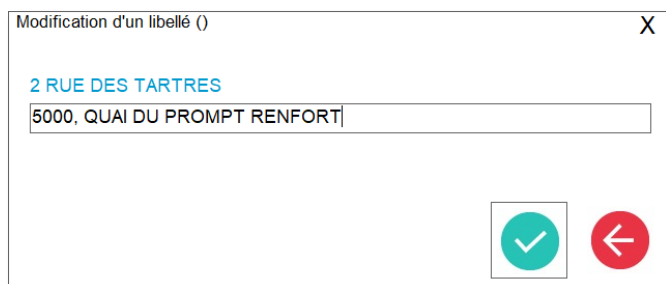 Modification d'un libellé ()
X
2 RUE DES TARTRES
5000, QUAI DU PROMPT RENFORT